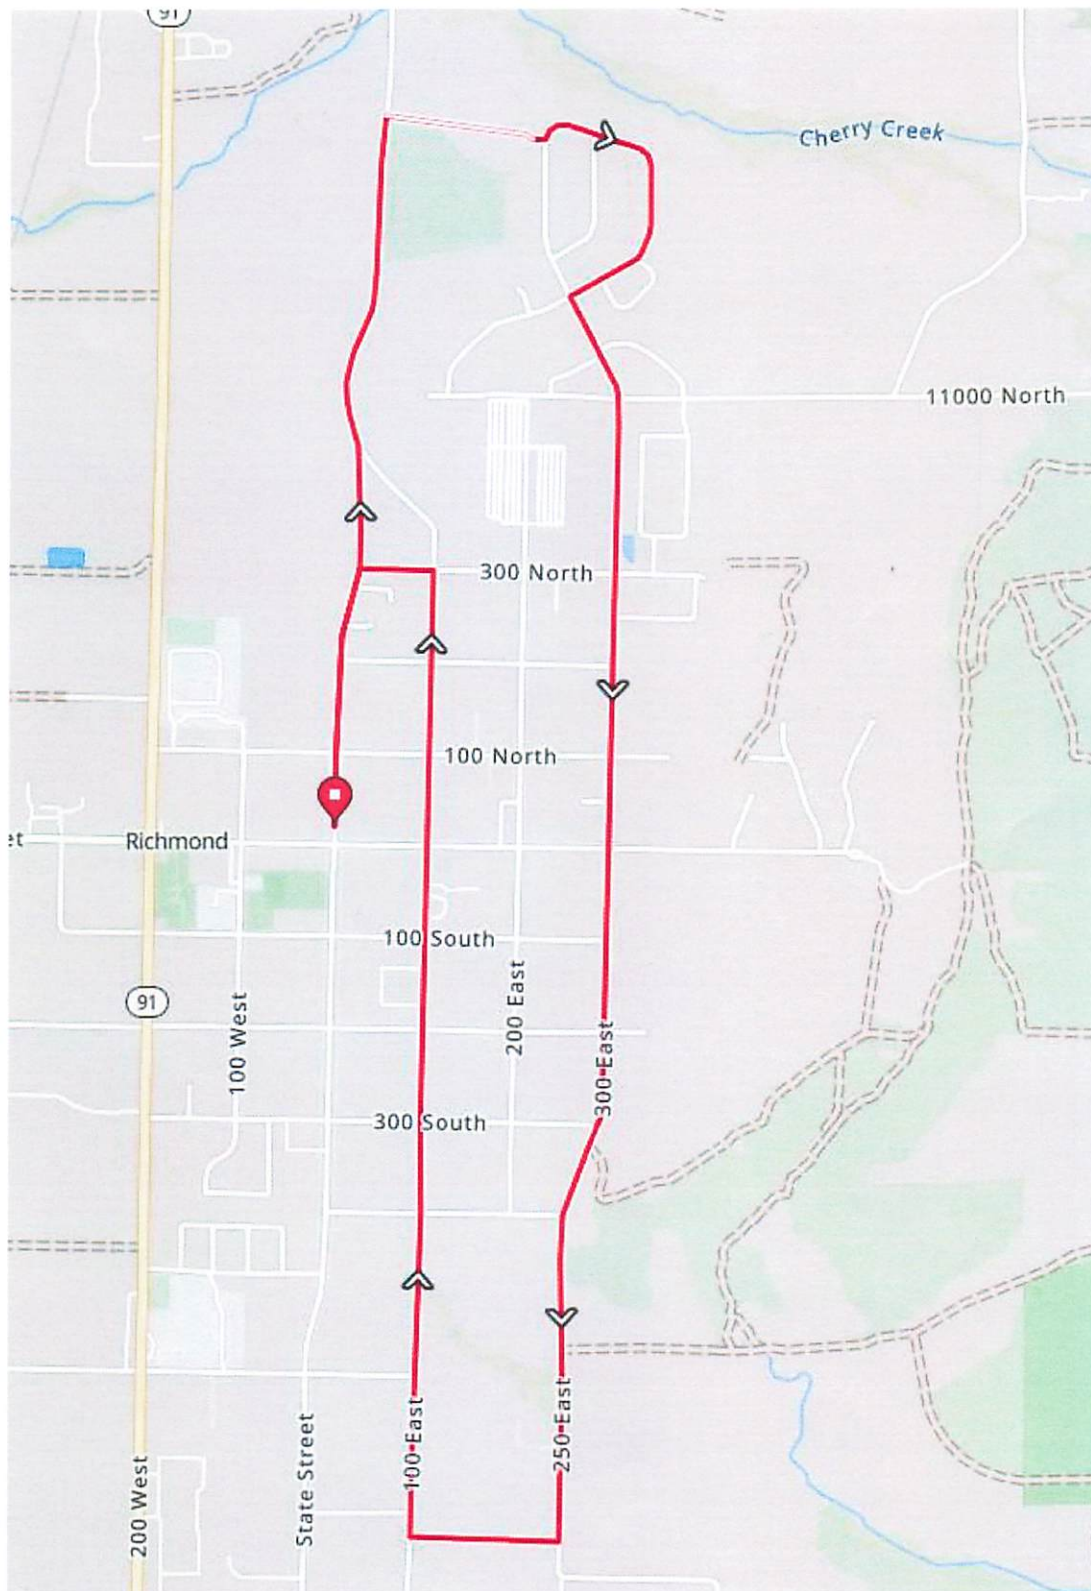 91
Cherry Creek
11000 North
300 North
100 North
et
Richmond
100 South
91
100 West
200 East
300 East
300 South
100 East
250 East
State Street
200 West